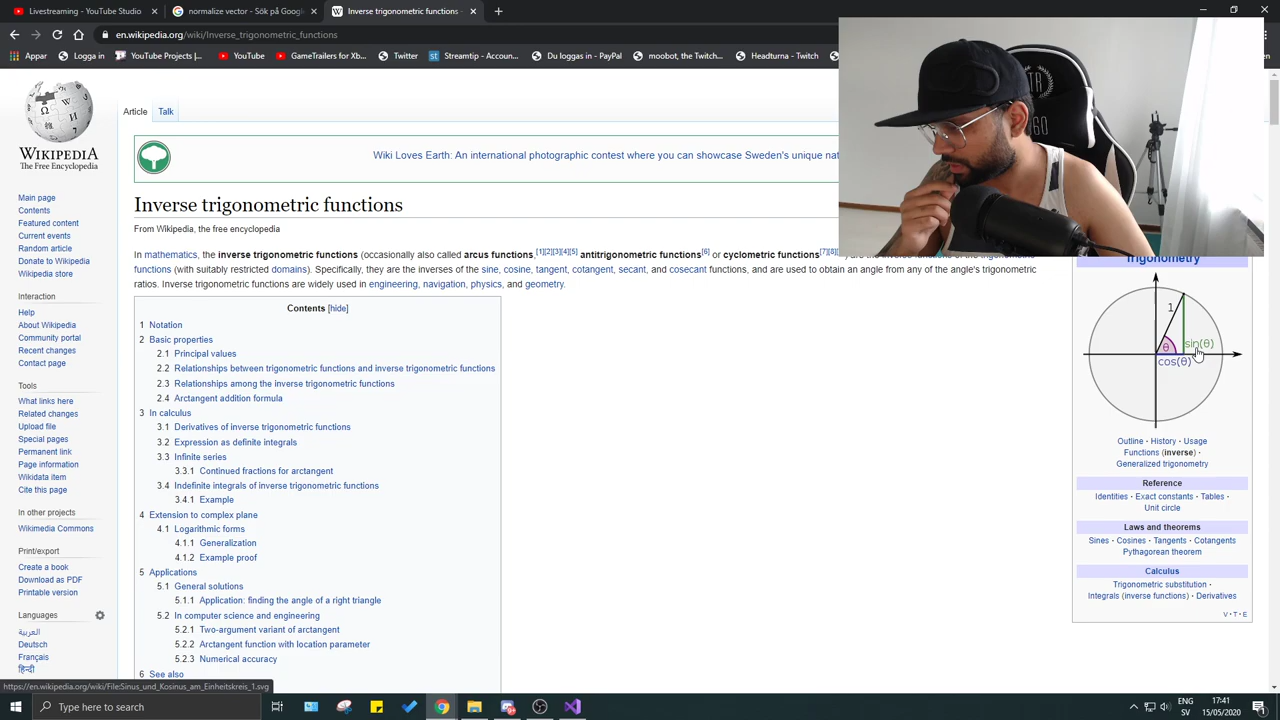 Livestreaming - YouTube Studio
arcus - Sök på Google
Inverse trigonometric functions -
en.wikipedia.org/wiki/Inverse_trigonometric_functions
Appar
Logga in
YouTube Projects |...
YouTube
GameTrailers for Xb...
Twitter
Streamtip - Accoun...
Du loggas in - PayPal
moobot, the Twitch...
Headturna - Twitch
WIKIPEDIA
The Free Encyclopedia
Main page
Contents
Featured content
Current events
Random article
Donate to Wikipedia
Wikipedia store
Interaction
Help
About Wikipedia
Community portal
Recent changes
Contact page
Tools
What links here
Related changes
Upload file
Special pages
Permanent link
Page information
Wikidata item
Cite this page
In other projects
Wikimedia Commons
Print/export
Create a book
Download as PDF
Printable version
Languages
العربية
Deutsch
Français
हिन्दी
Article
Talk
Wiki Loves Earth: An international photographic contest where you can showcase Sweden's unique nat
Inverse trigonometric functions
From Wikipedia, the free encyclopedia
In mathematics, the inverse trigonometric functions (occasionally also called arcus functions,[1][2][3][4][5] antitrigonometric functions[6] or cyclometric functions[7][8]
functions (with suitably restricted domains). Specifically, they are the inverses of the sine, cosine, tangent, cotangent, secant, and cosecant functions, and are used to obtain an angle from any of the angle's trigonometric
ratios. Inverse trigonometric functions are widely used in engineering, navigation, physics, and geometry.
Contents [hide]
1 Notation
2 Basic properties
2.1 Principal values
2.2 Relationships between trigonometric functions and inverse trigonometric functions
2.3 Relationships among the inverse trigonometric functions
2.4 Arctangent addition formula
3 In calculus
3.1 Derivatives of inverse trigonometric functions
3.2 Expression as definite integrals
3.3 Infinite series
3.3.1 Continued fractions for arctangent
3.4 Indefinite integrals of inverse trigonometric functions
3.4.1 Example
4 Extension to complex plane
4.1 Logarithmic forms
4.1.1 Generalization
4.1.2 Example proof
5 Applications
5.1 General solutions
5.1.1 Application: finding the angle of a right triangle
5.2 In computer science and engineering
5.2.1 Two-argument variant of arctangent
5.2.2 Arctangent function with location parameter
5.2.3 Numerical accuracy
6 See also
Trigonometry
1
θ
sin(θ)
cos(θ)
Outline · History · Usage
Functions (inverse) ·
Generalized trigonometry
Reference
Identities · Exact constants · Tables ·
Unit circle
Laws and theorems
Sines · Cosines · Tangents · Cotangents
Pythagorean theorem
Calculus
Trigonometric substitution ·
Integrals (inverse functions) · Derivatives
V · T · E
https://en.wikipedia.org/wiki/File:Sinus_und_Kosinus_am_Einheitskreis_1.svg
Type here to search
ENG
SV
17:41
15/05/2020